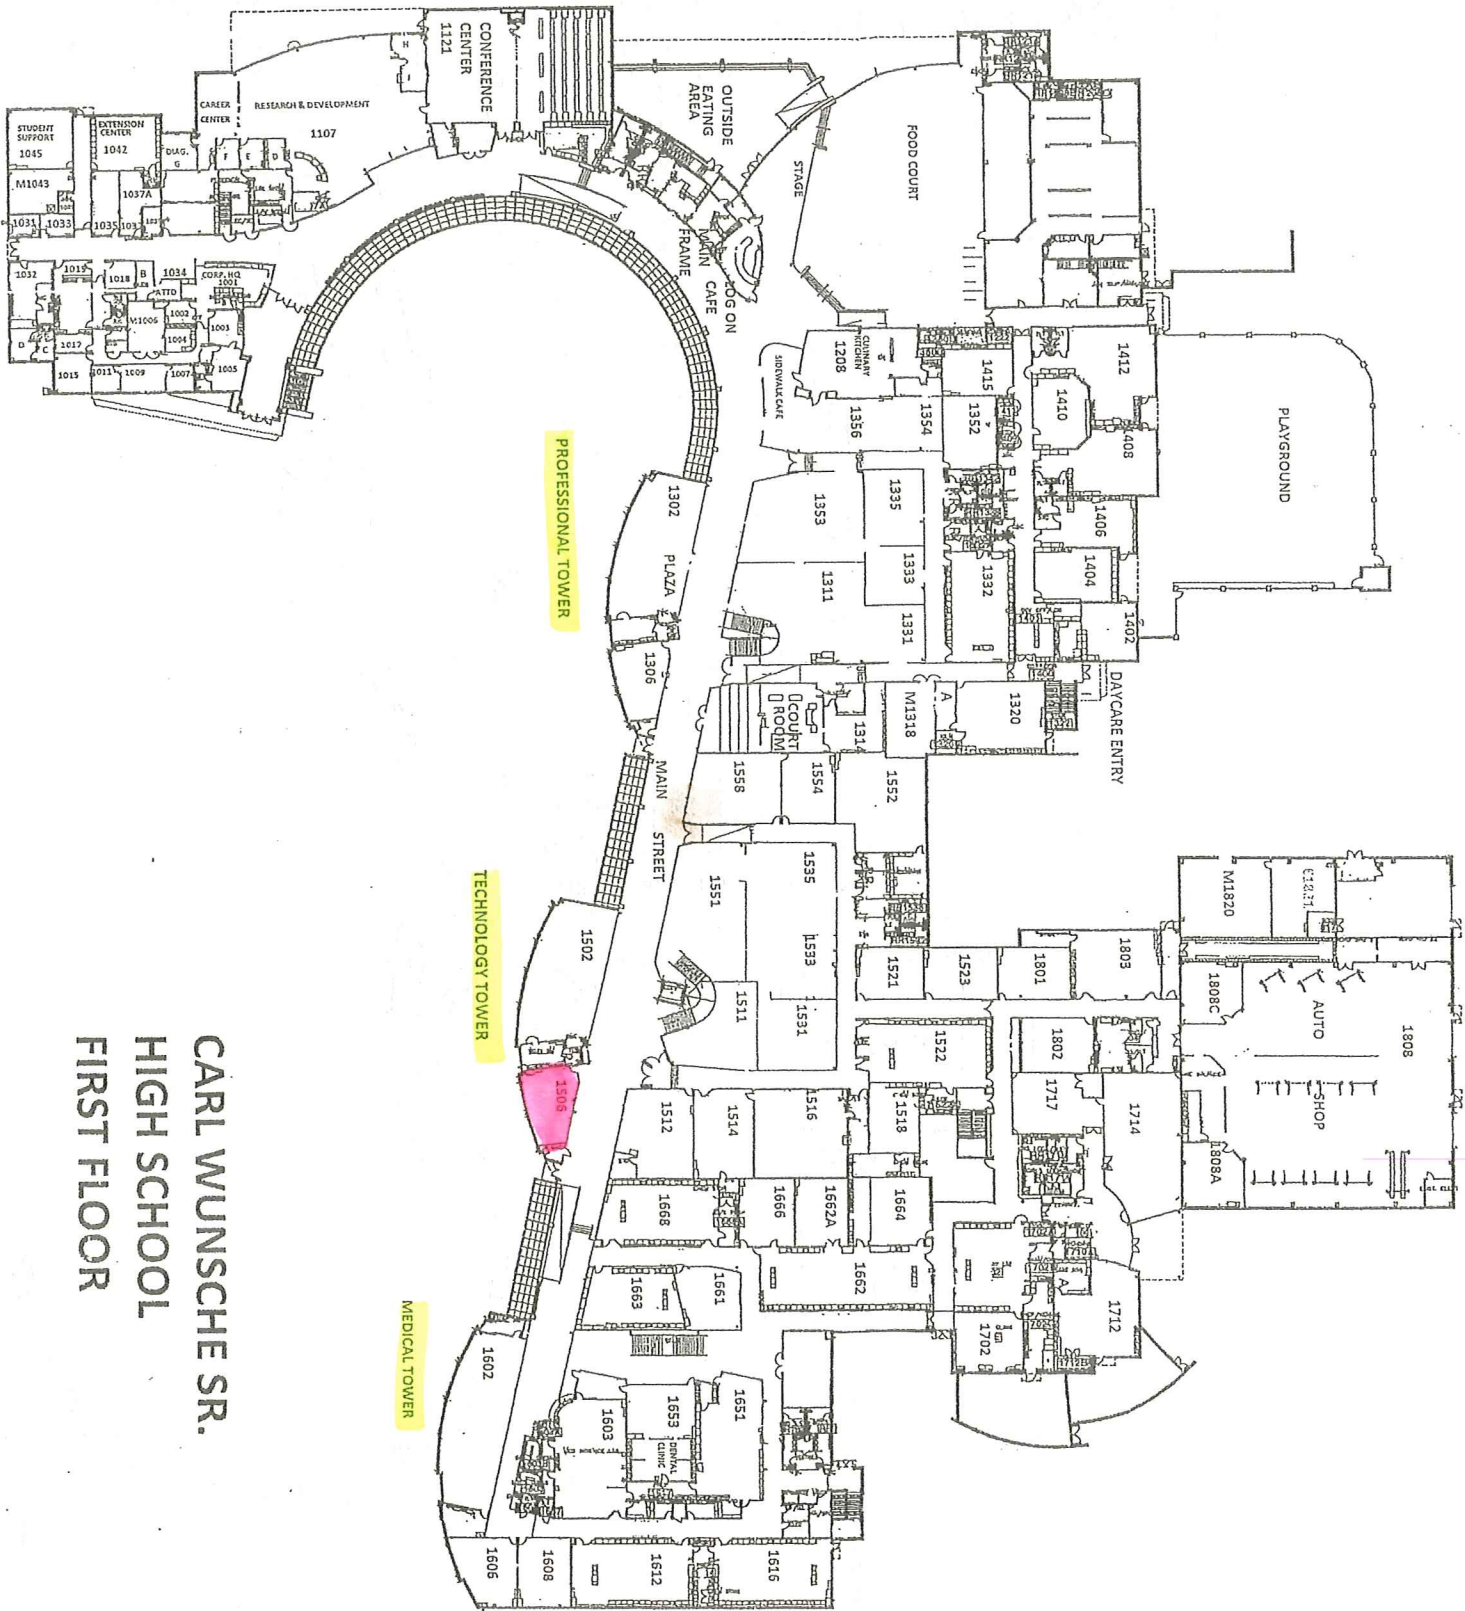 CARL WUNSCHE SR.
HIGH SCHOOL
FIRST FLOOR
PROFESSIONAL TOWER
TECHNOLOGY TOWER
MEDICAL TOWER
CONFERENCE
CENTER
1121
CAREER
CENTER
RESEARCH & DEVELOPMENT
1107
H
F
E
D
STUDENT
SUPPORT
1045
EXTENSION
CENTER
1042
DIAG.
G
M1043
1037A
1031
1033
1035
1032
1019
1018
B
1034
ATTD
CORP. HQ
1001
M1006
1002
1003
1004
1005
D
C
1017
1015
1011
1009
1007
OUTSIDE
EATING
AREA
STAGE
FOOD COURT
MAIN
FRAME
LOG ON
CAFE
CULINARY
KITCHEN
1208
SIDEWALK CAFE
1415
1412
1410
1408
1356
1354
1352
PLAYGROUND
1406
1404
1402
DAYCARE ENTRY
1302
PLAZA
1306
1353
1335
1333
1311
1331
1332
1320
A
M1318
1314
COURT
ROOM
MAIN
STREET
1558
1554
1552
1535
1551
1533
1511
1531
1502
1506
1521
1523
1801
1803
1522
1802
M1820
1808C
AUTO
SHOP
1808
1808A
1717
1714
1512
1514
1516
1518
1668
1666
1662A
1664
1663
1661
1662
A
1712
1702
1602
1603
1653
DENTAL
CLINIC
1651
1606
1608
1612
1616